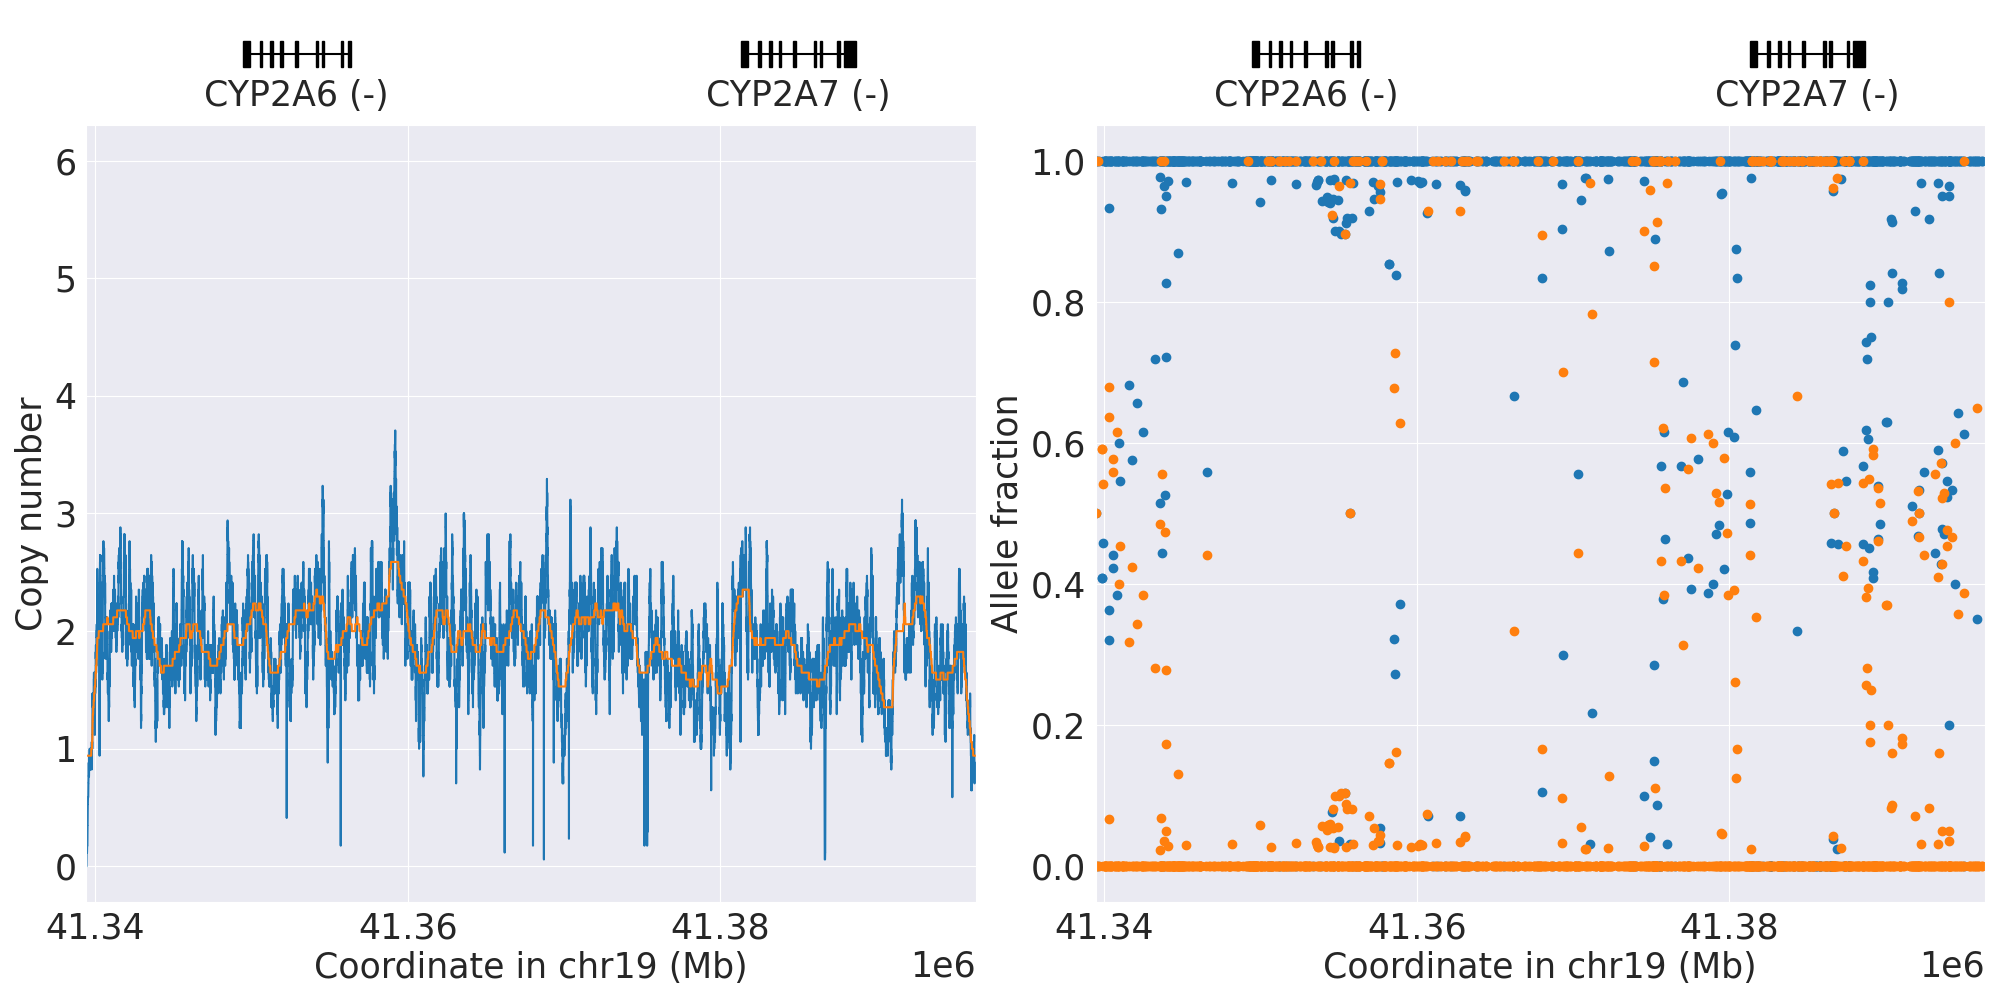 CYP2A6 (-)
CYP2A7 (-)
Copy number
6
5
4
3
2
1
0
41.34
41.36
41.38
Coordinate in chr19 (Mb)
1e6
CYP2A6 (-)
CYP2A7 (-)
Allele fraction
1.0
0.8
0.6
0.4
0.2
0.0
41.34
41.36
41.38
Coordinate in chr19 (Mb)
1e6